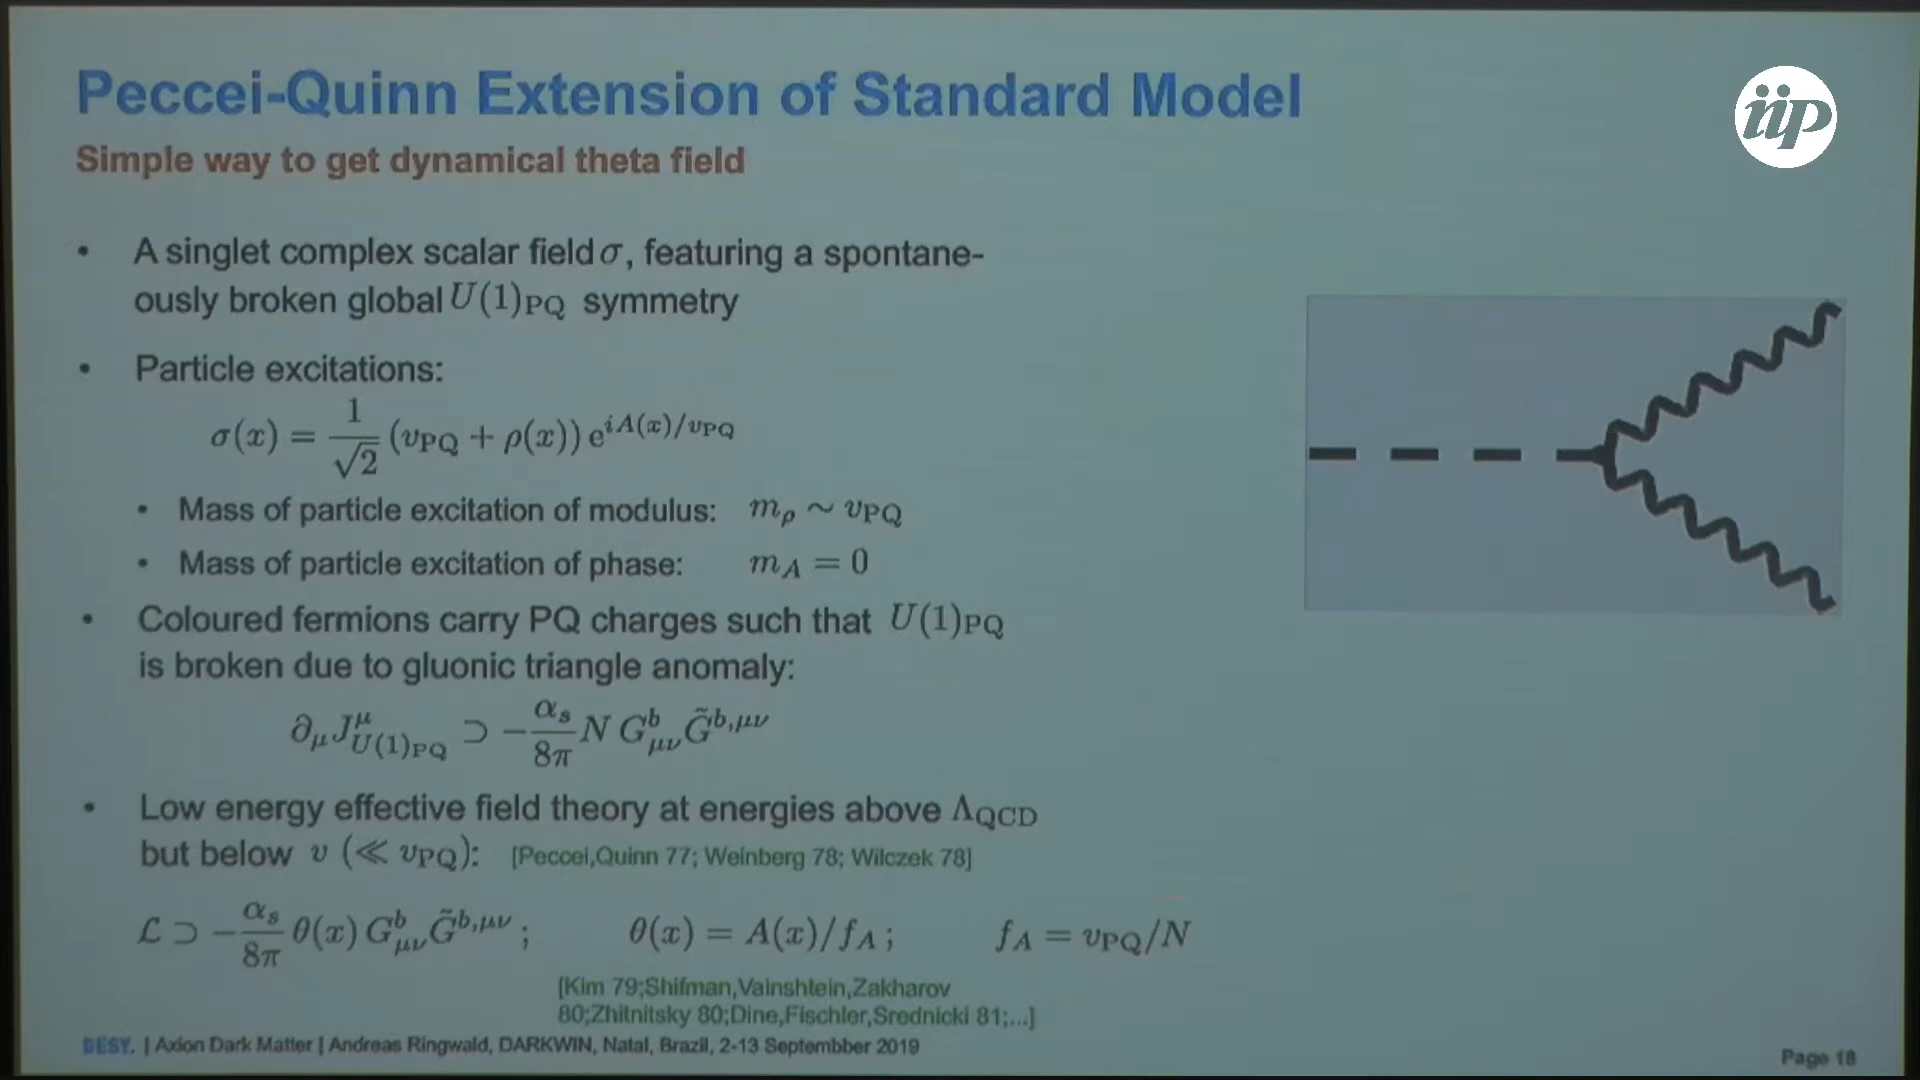 Peccei-Quinn Extension of Standard Model
iip
Simple way to get dynamical theta field
• A singlet complex scalar field σ, featuring a spontane-
ously broken global U(1)PQ symmetry
• Particle excitations:
σ(x) = 1/√2 (vPQ + ρ(x)) e^{iA(x)/vPQ}
• Mass of particle excitation of modulus: mρ ∼ vPQ
• Mass of particle excitation of phase: mA = 0
• Coloured fermions carry PQ charges such that U(1)PQ
is broken due to gluonic triangle anomaly:
∂μJ^μ_{U(1)PQ} ⊃ −αs/8π N G^b_{μν} G̃^{b,μν}
• Low energy effective field theory at energies above ΛQCD
but below v (≪ vPQ): [Peccei,Quinn 77; Weinberg 78; Wilczek 78]
ℒ ⊃ −αs/8π θ(x) G^b_{μν} G̃^{b,μν} ; θ(x) = A(x)/fA ; fA = vPQ/N
[Kim 79;Shifman,Vainshtein,Zakharov
80;Zhitnitsky 80;Dine,Fischler,Srednicki 81;...]
DESY. | Axion Dark Matter | Andreas Ringwald, DARKWIN, Natal, Brazil, 2-13 Septembber 2019
Page 18